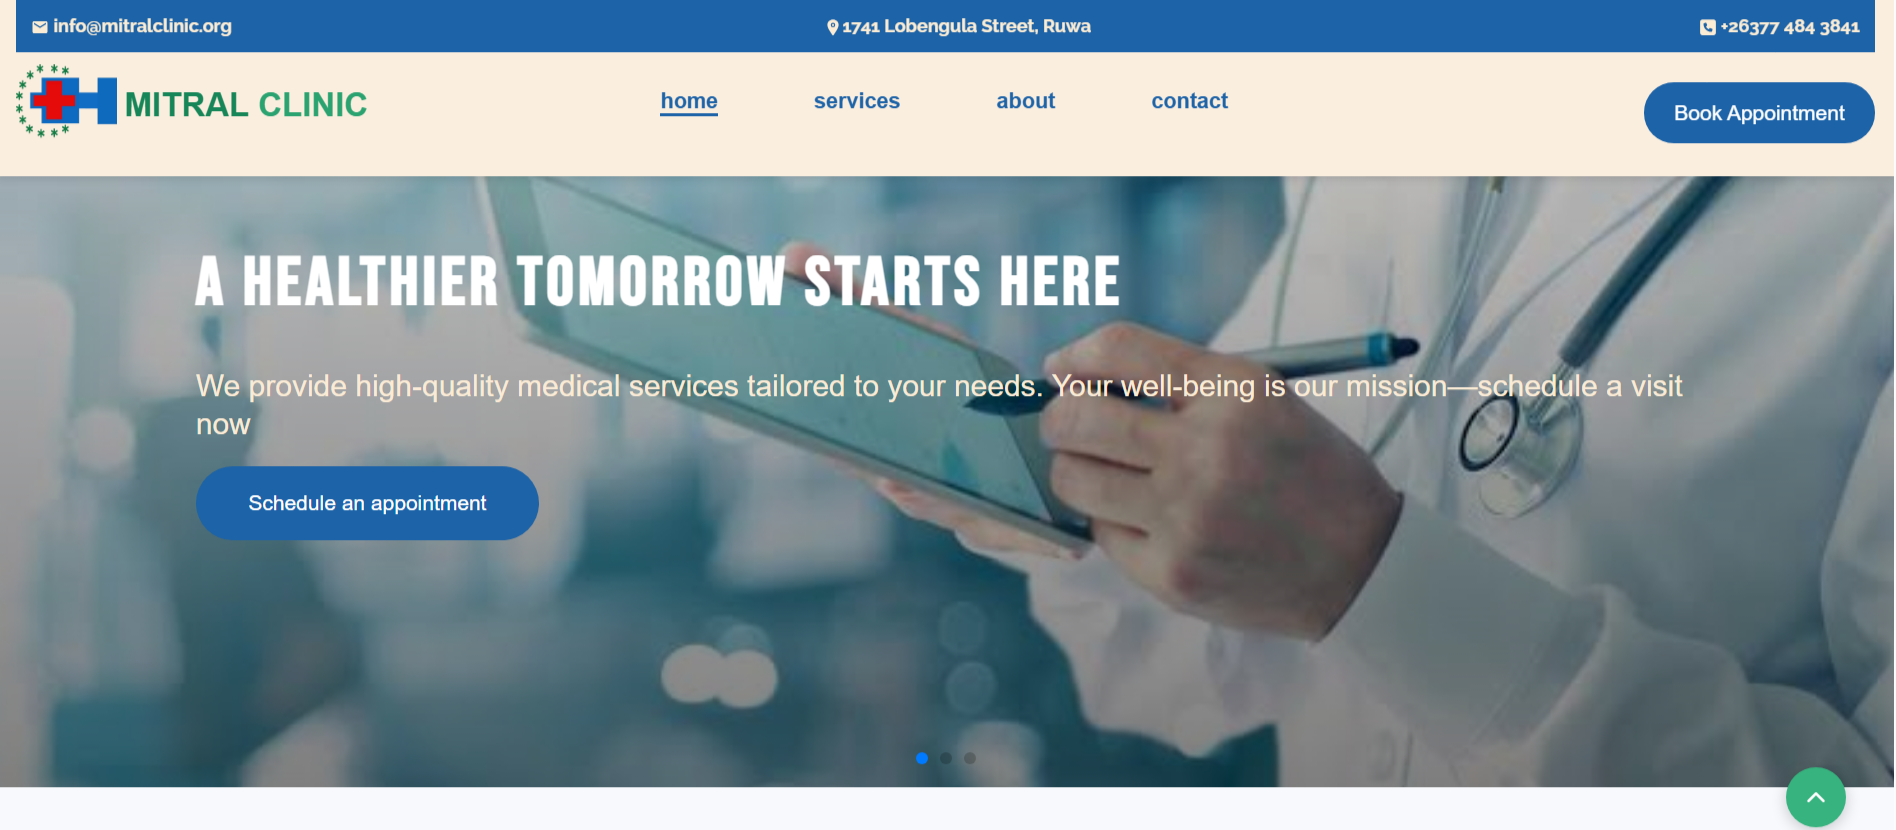 info@mitralclinic.org
1741 Lobengula Street, Ruwa
+26377 484 3841
MITRAL CLINIC
home
services
about
contact
Book Appointment
A HEALTHIER TOMORROW STARTS HERE
We provide high-quality medical services tailored to your needs. Your well-being is our mission—schedule a visit
now
Schedule an appointment